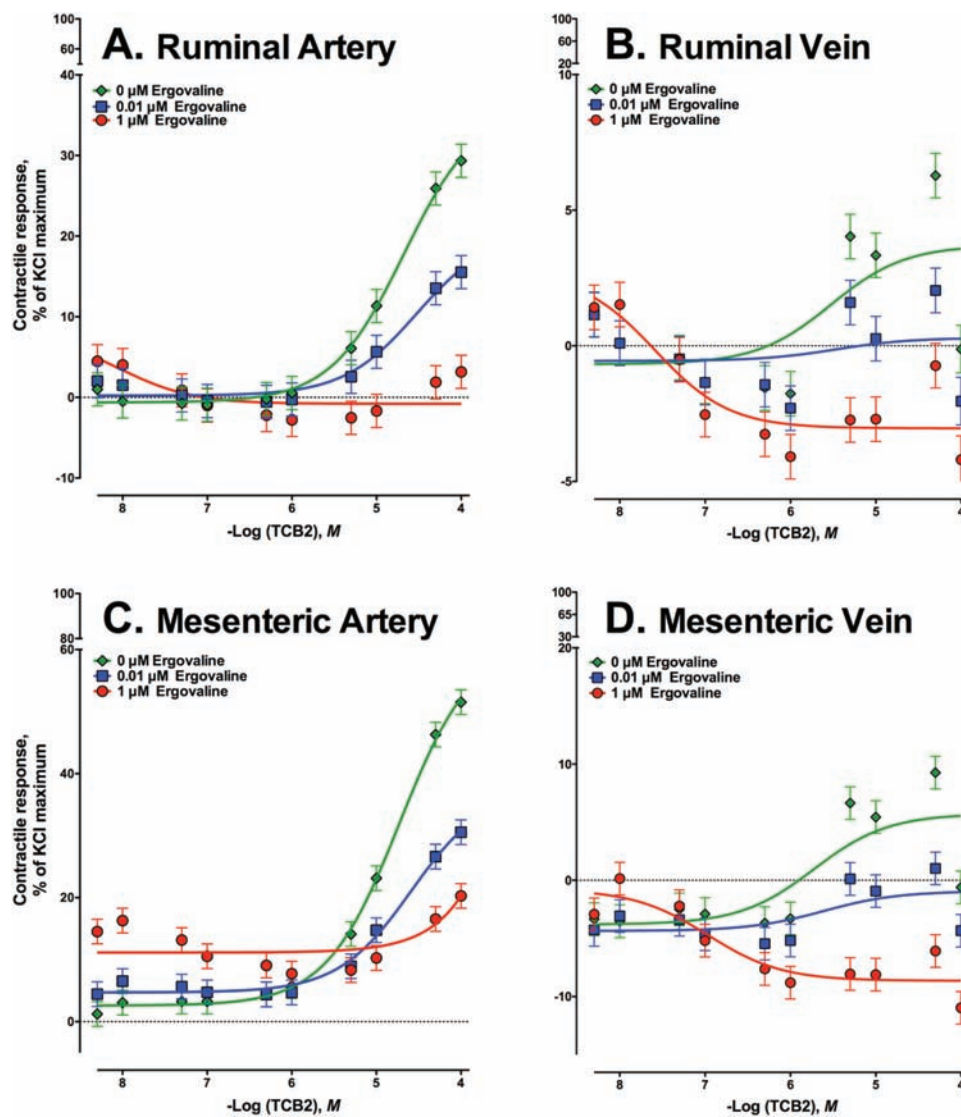 A. Ruminal Artery
100
80
60
40
30
20
10
0
-10
0 µM Ergovaline
0.01 µM Ergovaline
1 µM Ergovaline
Contractile response,
% of KCl maximum
8 7 6 5 4
-Log (TCB2), M
B. Ruminal Vein
100
80
60
40
20
10
5
0
-5
0 µM Ergovaline
0.01 µM Ergovaline
1 µM Ergovaline
8 7 6 5 4
-Log (TCB2), M
C. Mesenteric Artery
100
80
60
40
20
0
0 µM Ergovaline
0.01 µM Ergovaline
1 µM Ergovaline
Contractile response,
% of KCl maximum
8 7 6 5 4
-Log (TCB2), M
D. Mesenteric Vein
100
65
30
20
10
0
-10
0 µM Ergovaline
0.01 µM Ergovaline
1 µM Ergovaline
8 7 6 5 4
-Log (TCB2), M